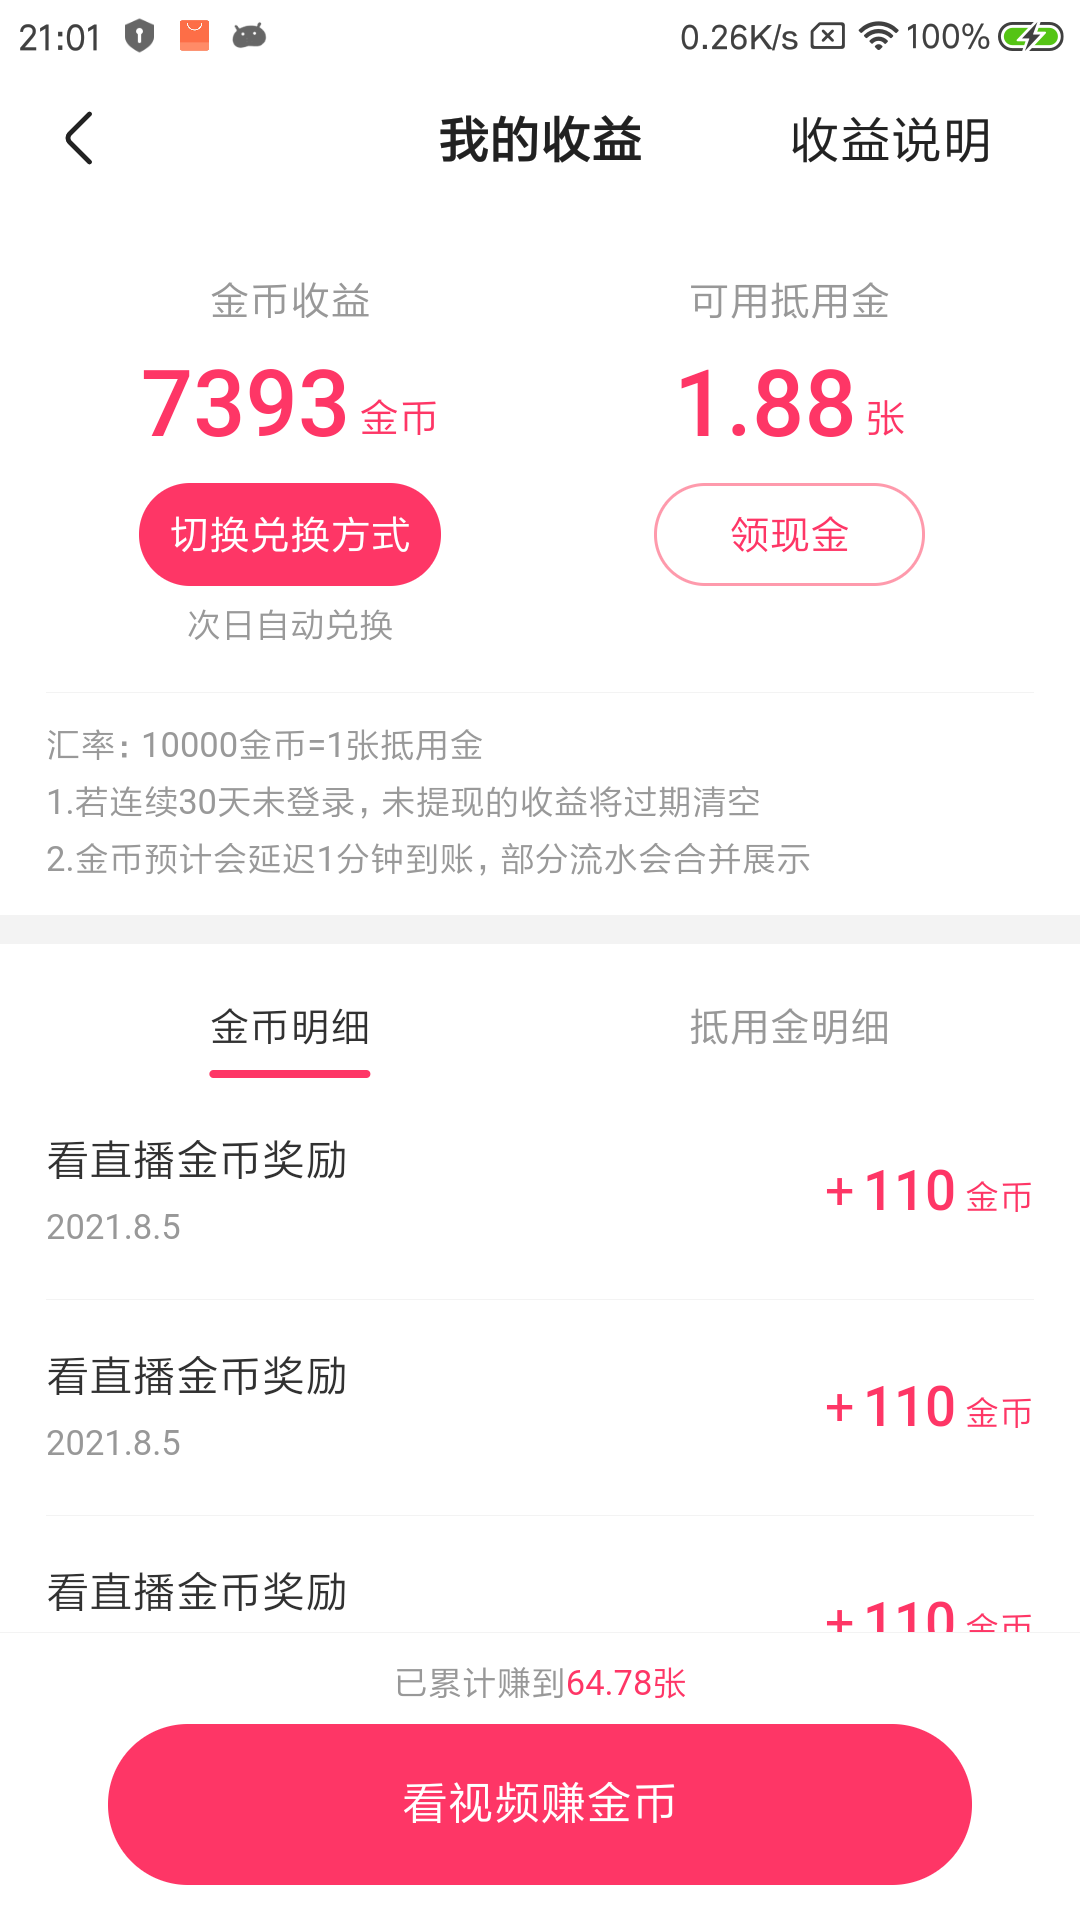 21:01 0.26K/s 100%
我的收益 收益说明
金币收益 可用抵用金
7393 金币 1.88 张
切换兑换方式 领现金
次日自动兑换
汇率: 10000金币=1张抵用金
1.若连续30天未登录, 未提现的收益将过期清空
2.金币预计会延迟1分钟到账, 部分流水会合并展示
金币明细 抵用金明细
看直播金币奖励
+110 金币
2021.8.5
看直播金币奖励
+110 金币
2021.8.5
看直播金币奖励
+110 金币
已累计赚到64.78张
看视频赚金币